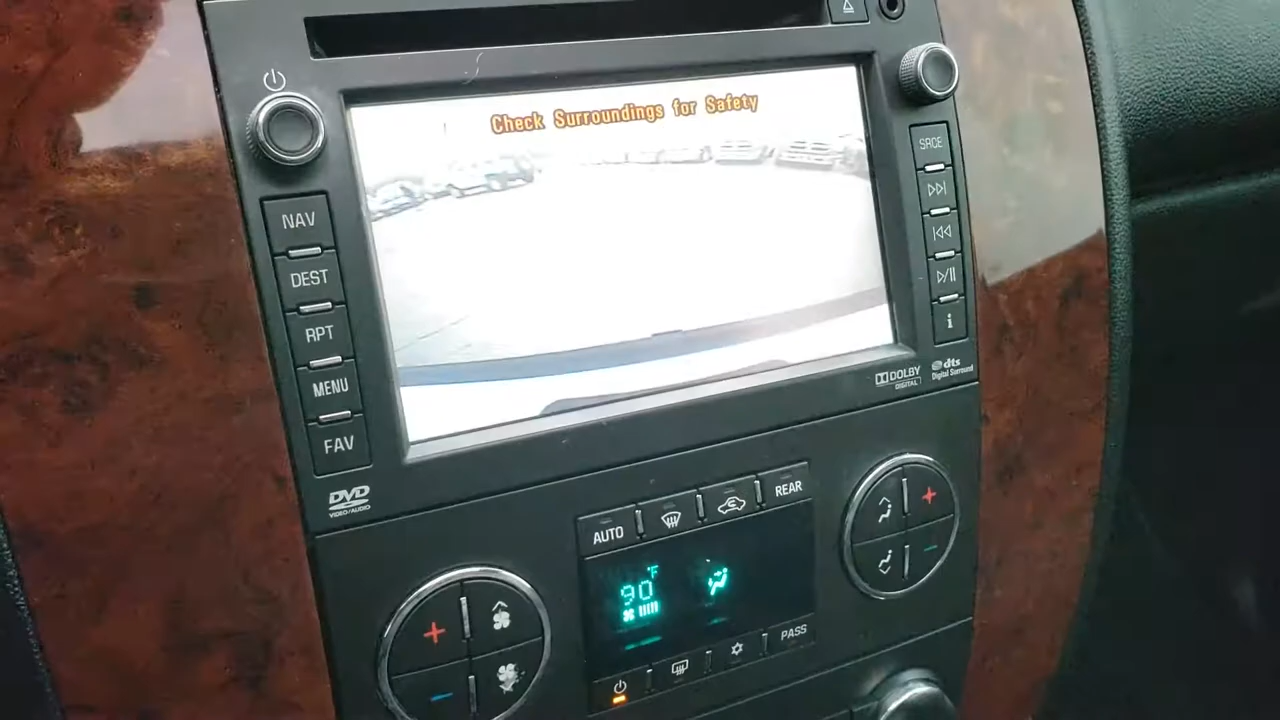 Check Surroundings for Safety
SRCE
NAV
DEST
RPT
MENU
FAV
i
DOLBY
DIGITAL
dts
Digital Surround
DVD
VIDEO/AUDIO
AUTO
REAR
90°F
PASS